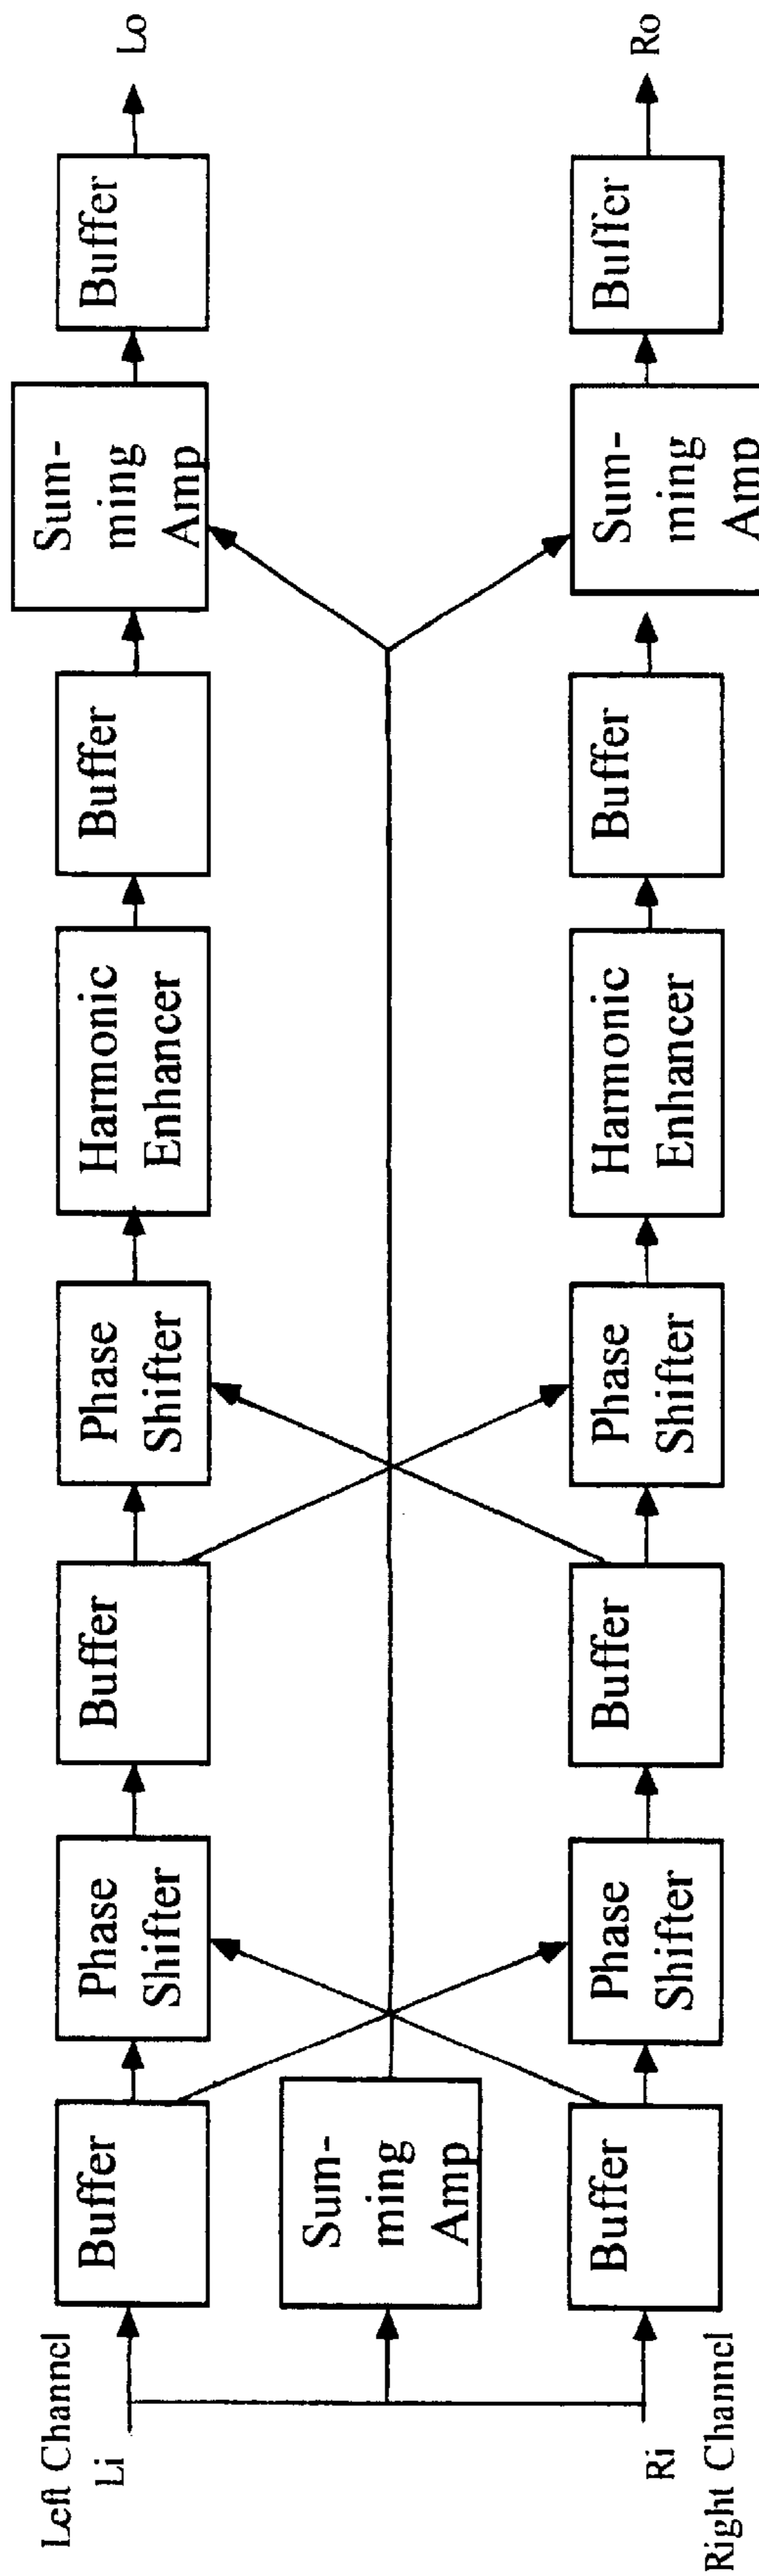 Left Channel
Li
Buffer
Phase
Shifter
Buffer
Phase
Shifter
Harmonic
Enhancer
Buffer
Sum-
ming
Amp
Buffer
Lo
Sum-
ming
Amp
Ri
Right Channel
Buffer
Phase
Shifter
Buffer
Phase
Shifter
Harmonic
Enhancer
Buffer
Sum-
ming
Amp
Buffer
Ro